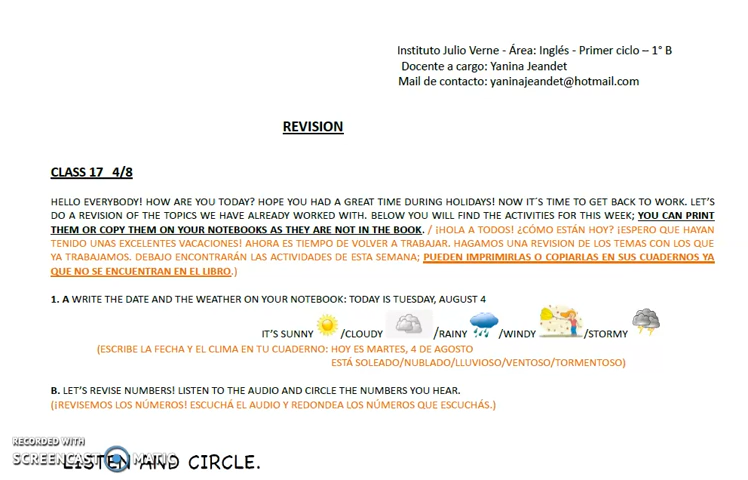 Instituto Julio Verne - Área: Inglés - Primer ciclo – 1° B
Docente a cargo: Yanina Jeandet
Mail de contacto: yaninajeandet@hotmail.com
REVISION
CLASS 17 4/8
HELLO EVERYBODY! HOW ARE YOU TODAY? HOPE YOU HAD A GREAT TIME DURING HOLIDAYS! NOW IT´S TIME TO GET BACK TO WORK. LET'S
DO A REVISION OF THE TOPICS WE HAVE ALREADY WORKED WITH. BELOW YOU WILL FIND THE ACTIVITIES FOR THIS WEEK; YOU CAN PRINT
THEM OR COPY THEM ON YOUR NOTEBOOKS AS THEY ARE NOT IN THE BOOK. / ¡HOLA A TODOS! ¿CÓMO ESTÁN HOY? ¡ESPERO QUE HAYAN
TENIDO UNAS EXCELENTES VACACIONES! AHORA ES TIEMPO DE VOLVER A TRABAJAR. HAGAMOS UNA REVISION DE LOS TEMAS CON LOS QUE
YA TRABAJAMOS. DEBAJO ENCONTRARÁN LAS ACTIVIDADES DE ESTA SEMANA; PUEDEN IMPRIMIRLAS O COPIARLAS EN SUS CUADERNOS YA
QUE NO SE ENCUENTRAN EN EL LIBRO.)
1. A WRITE THE DATE AND THE WEATHER ON YOUR NOTEBOOK: TODAY IS TUESDAY, AUGUST 4
IT'S SUNNY /CLOUDY /RAINY /WINDY /STORMY
(ESCRIBE LA FECHA Y EL CLIMA EN TU CUADERNO: HOY ES MARTES, 4 DE AGOSTO
ESTÁ SOLEADO/NUBLADO/LLUVIOSO/VENTOSO/TORMENTOSO)
B. LET'S REVISE NUMBERS! LISTEN TO THE AUDIO AND CIRCLE THE NUMBERS YOU HEAR.
(¡REVISEMOS LOS NÚMEROS! ESCUCHÁ EL AUDIO Y REDONDEA LOS NÚMEROS QUE ESCUCHÁS.)
RECORDED WITH
SCREENCAST-O-MATIC
LISTEN AND CIRCLE.